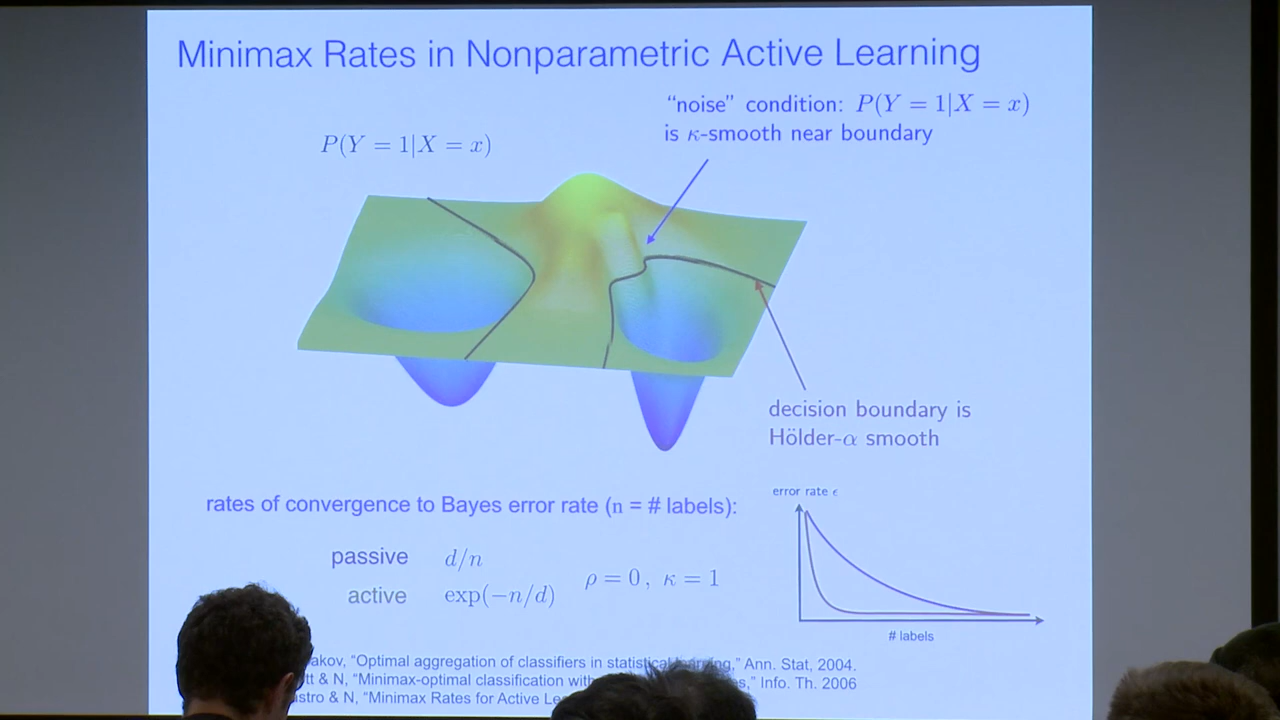 Minimax Rates in Nonparametric Active Learning
"noise" condition: P(Y = 1|X = x)
is κ-smooth near boundary
P(Y = 1|X = x)
decision boundary is
Hölder-α smooth
rates of convergence to Bayes error rate (n = # labels):
passive d/n
active exp(−n/d)
ρ = 0, κ = 1
error rate ϵ
# labels
"Optimal aggregation of classifiers in statistical learning," Ann. Stat, 2004.
& N, "Minimax-optimal classification with Info. Th. 2006
& N, "Minimax Rates for Active